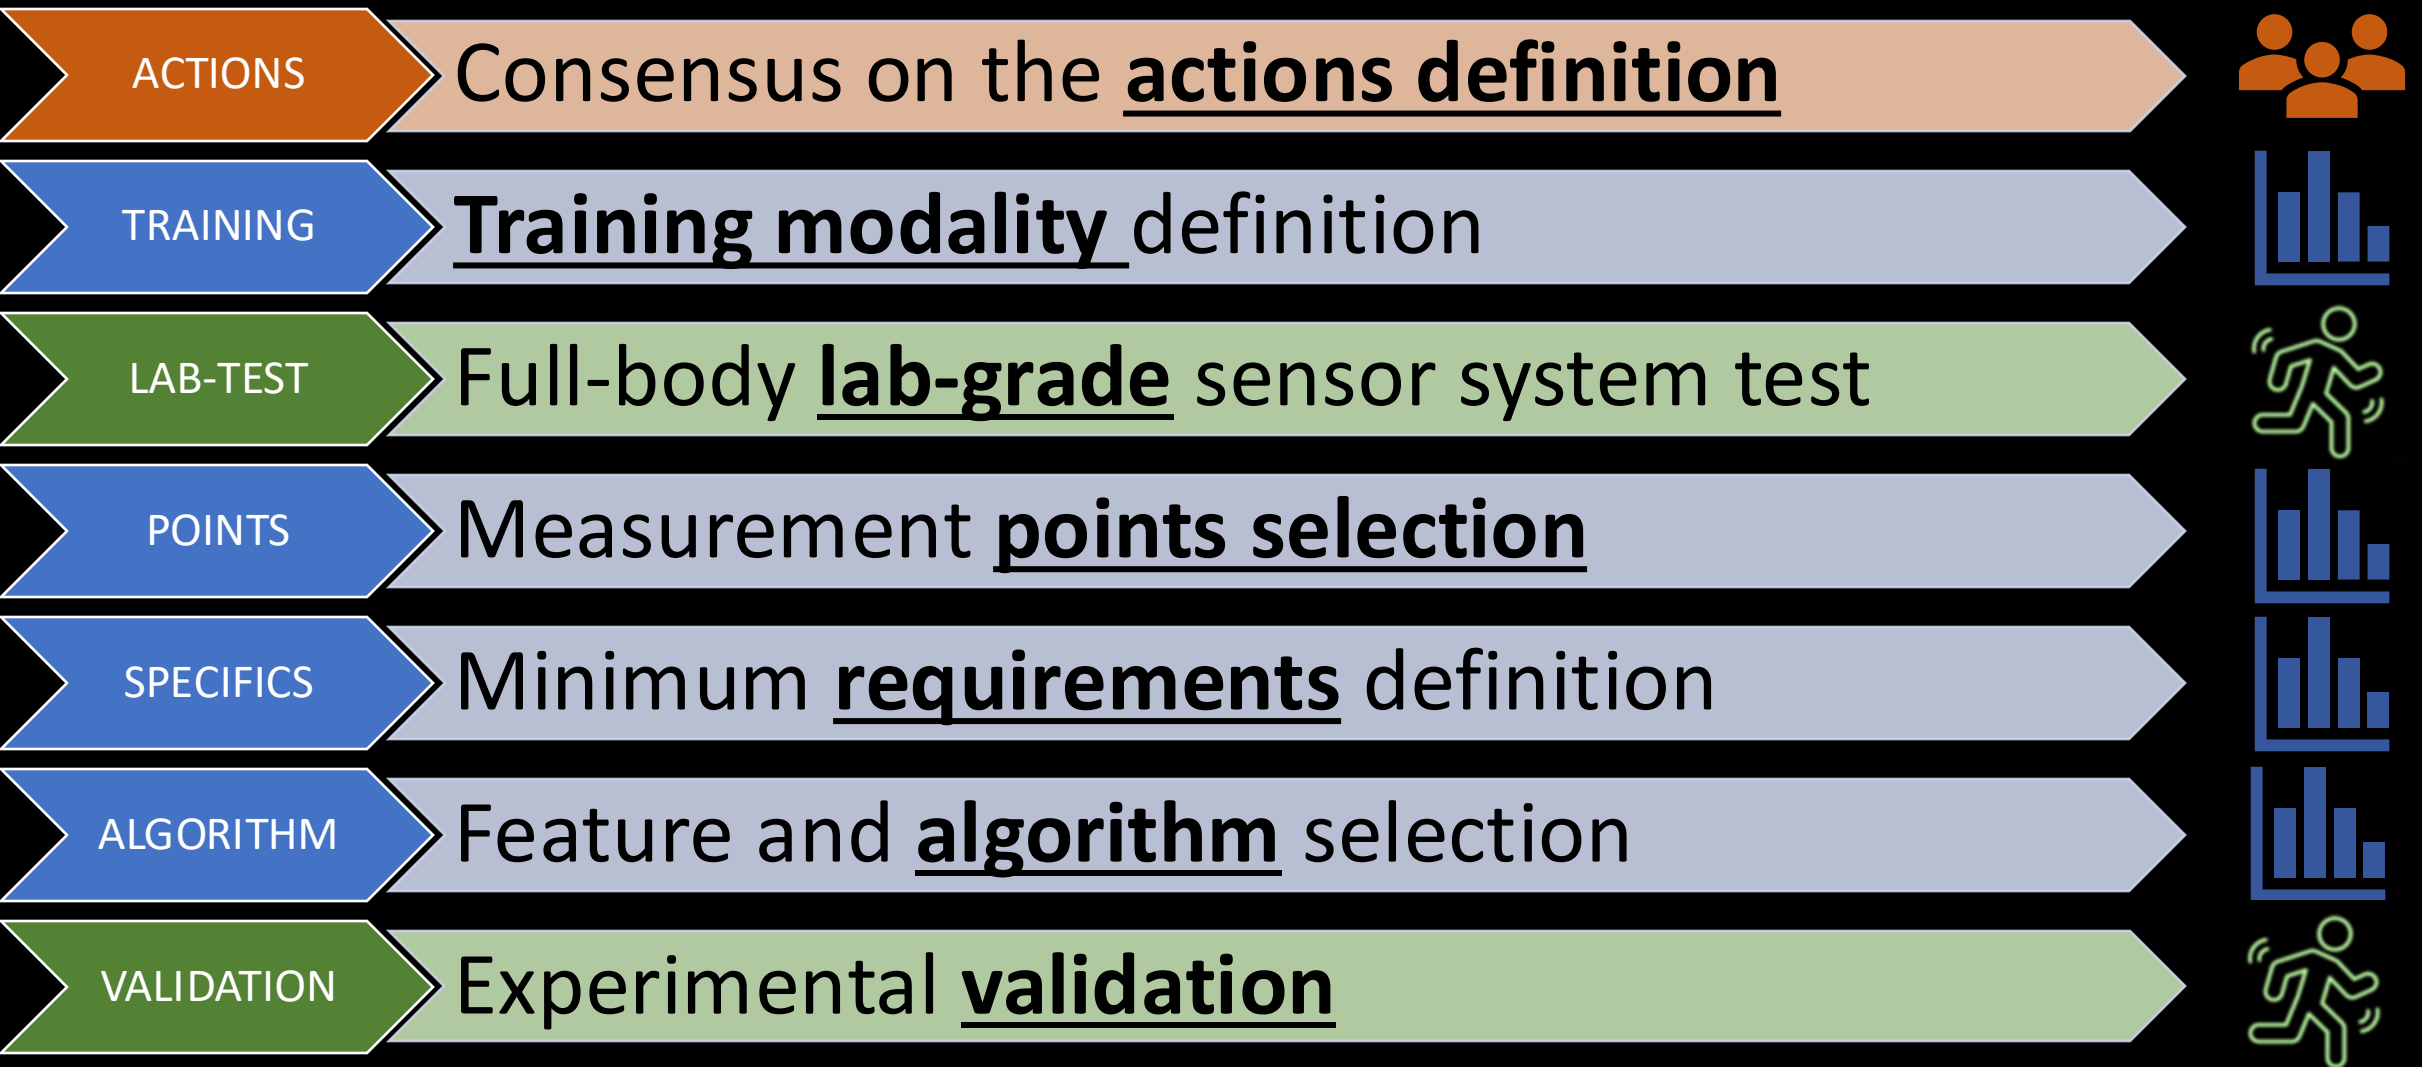 ACTIONS
Consensus on the actions definition
TRAINING
Training modality definition
LAB-TEST
Full-body lab-grade sensor system test
POINTS
Measurement points selection
SPECIFICS
Minimum requirements definition
ALGORITHM
Feature and algorithm selection
VALIDATION
Experimental validation